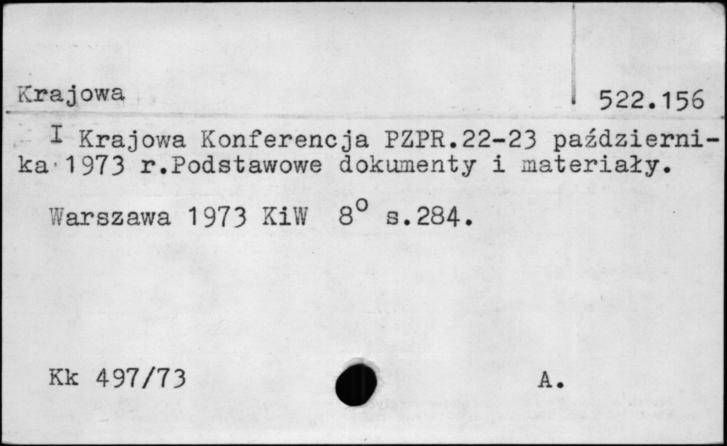 Krajowa
522.156
I Krajowa Konferencja PZPR.22-23 październi-
ka 1973 r.Podstawowe dokumenty i materiały.
Warszawa 1973 KiW 8° s.284.
Kk 497/73
A.